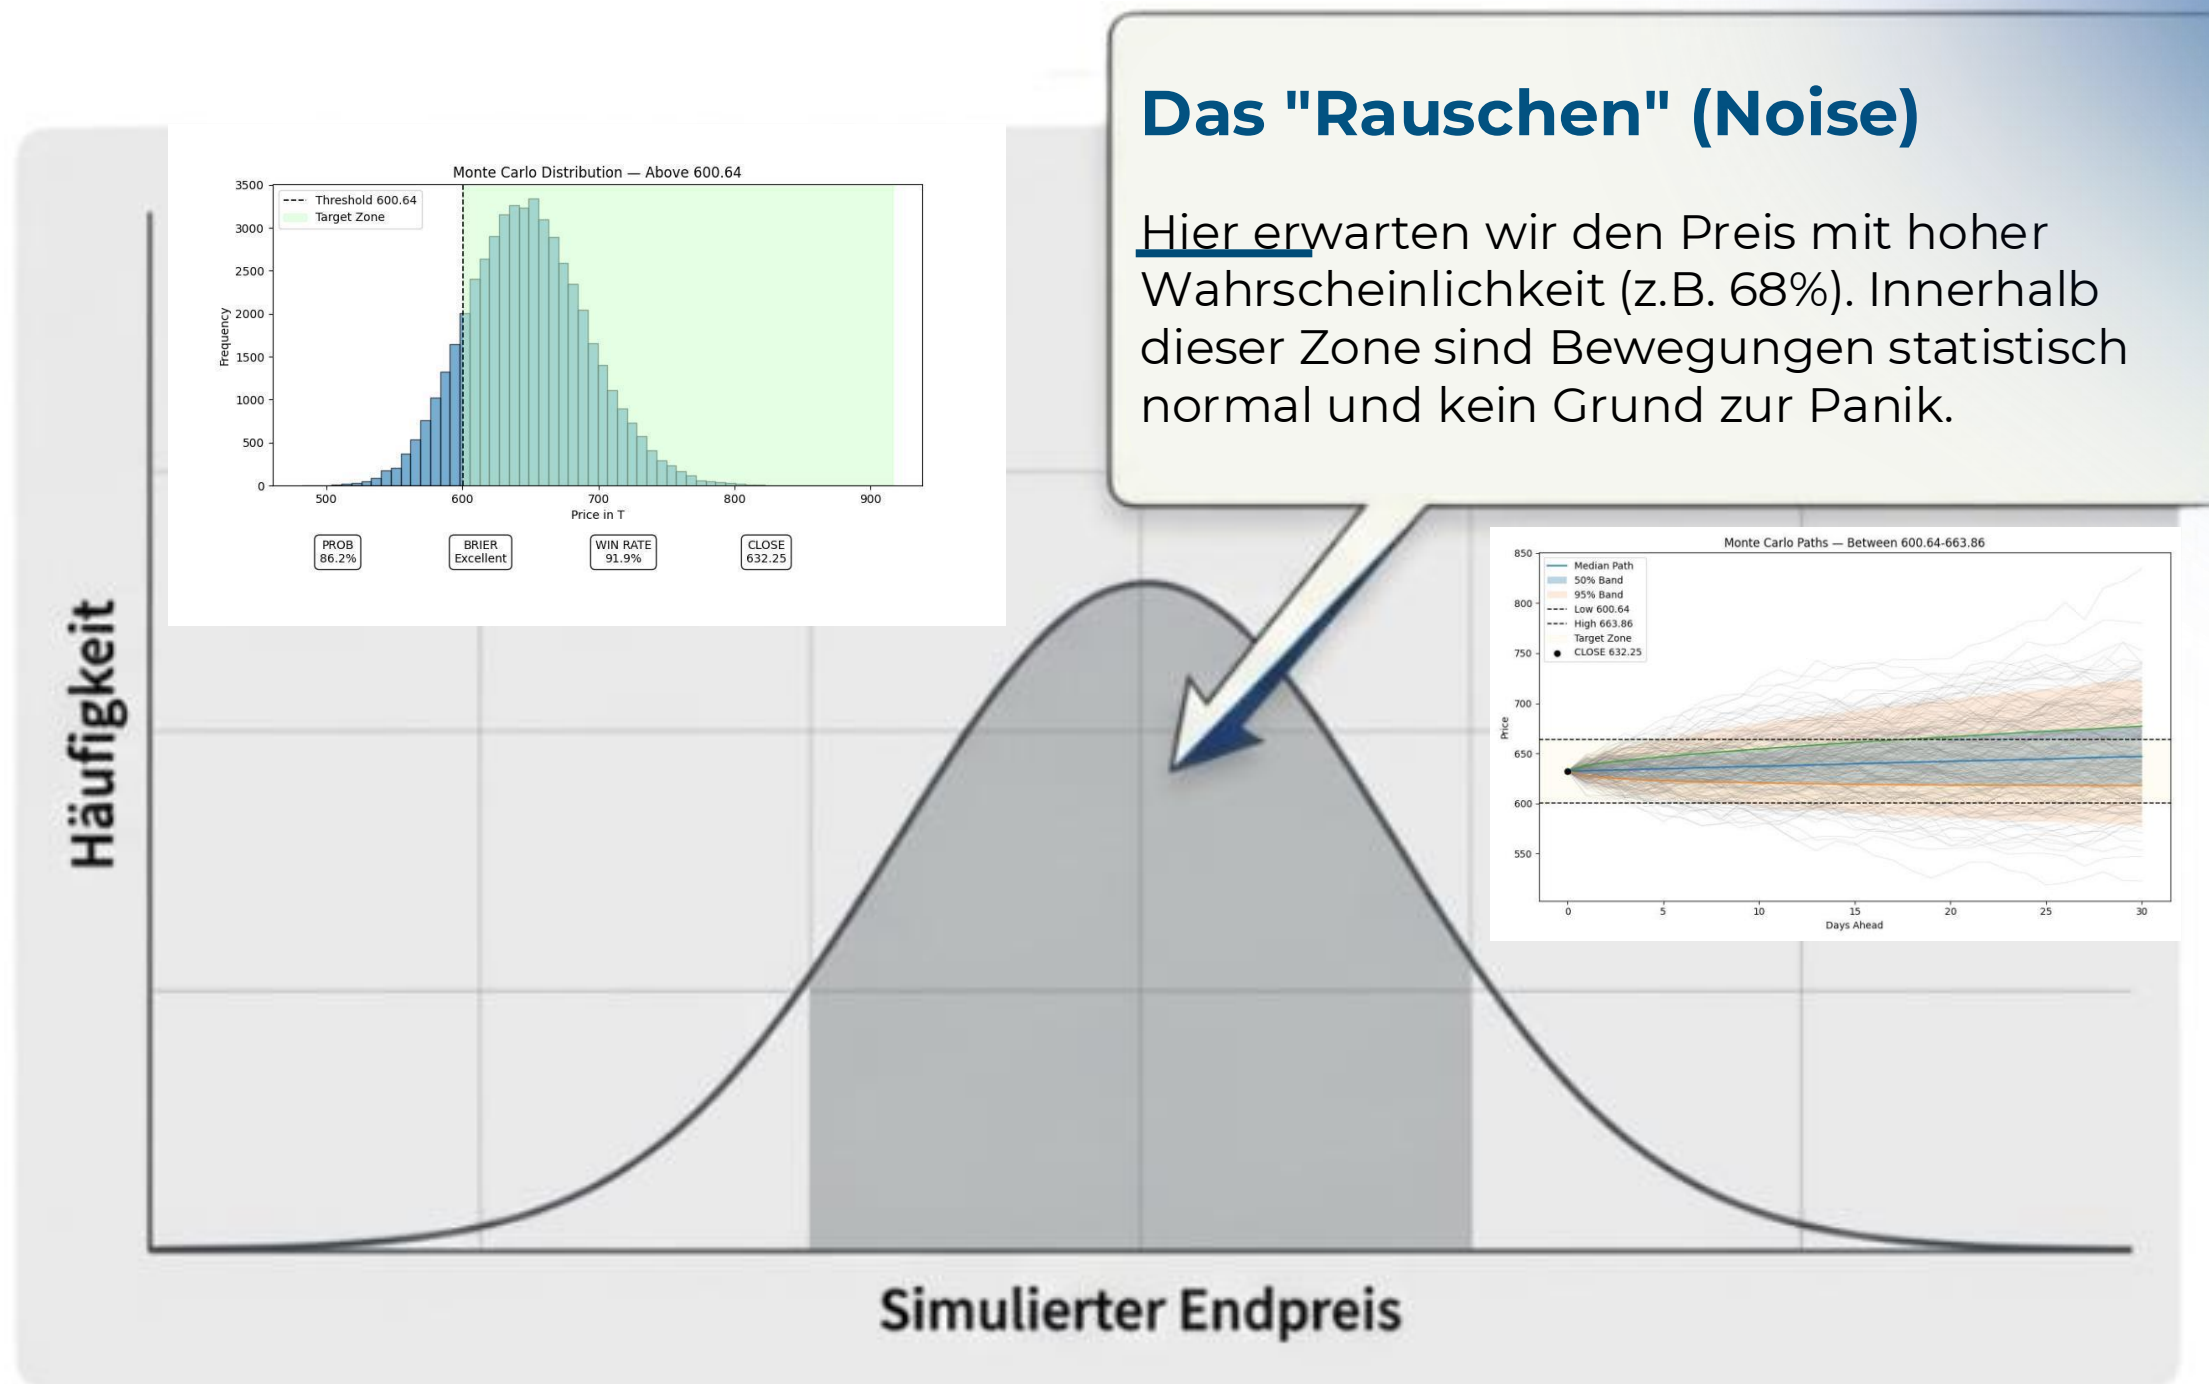 Das "Rauschen" (Noise)
Hier erwarten wir den Preis mit hoher
Wahrscheinlichkeit (z.B. 68%). Innerhalb
dieser Zone sind Bewegungen statistisch
normal und kein Grund zur Panik.
Monte Carlo Distribution — Above 600.64
Threshold 600.64
Target Zone
Frequency
3500
3000
2500
2000
1500
1000
500
0
500 600 700 800 900
Price in T
PROB
86.2%
BRIER
Excellent
WIN RATE
91.9%
CLOSE
632.25
Monte Carlo Paths — Between 600.64-663.86
Median Path
50% Band
95% Band
Low 600.64
High 663.86
Target Zone
CLOSE 632.25
Price
850
800
750
700
650
600
550
0 5 10 15 20 25 30
Days Ahead
Häufigkeit
Simulierter Endpreis